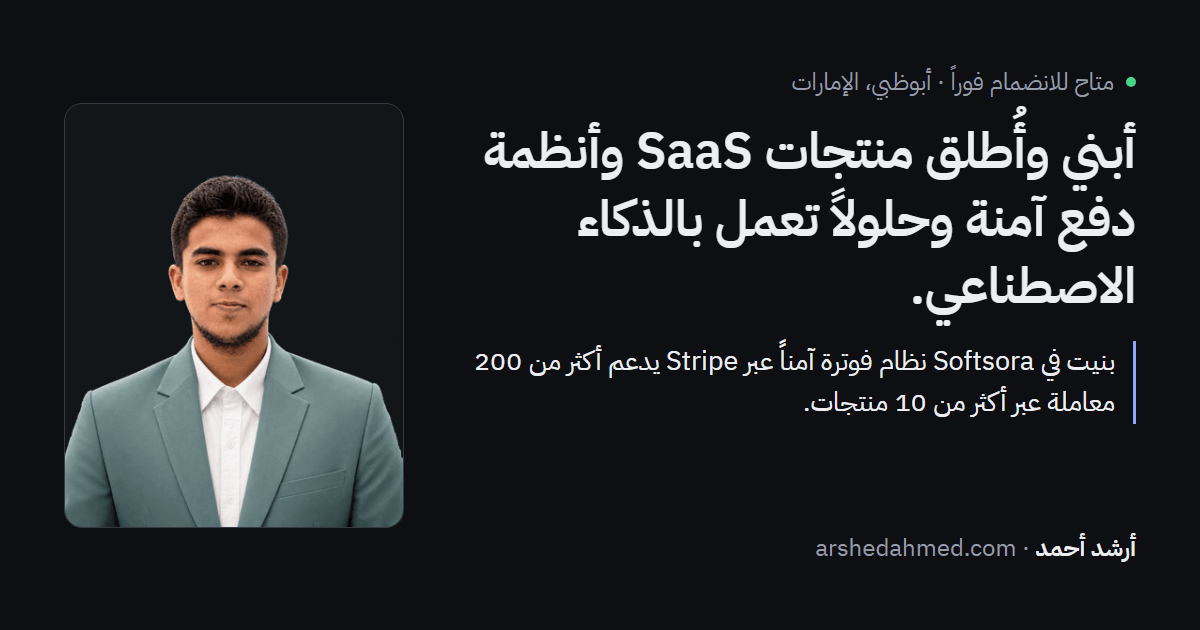 متاح للانضمام فوراً · أبوظبي، الإمارات
أبني وأُطلق منتجات SaaS وأنظمة
دفع آمنة وحلولاً تعمل بالذكاء
الاصطناعي.
بنيت في Softsora نظام فوترة آمناً عبر Stripe يدعم أكثر من 200
معاملة عبر أكثر من 10 منتجات.
أرشد أحمد · arshedahmed.com